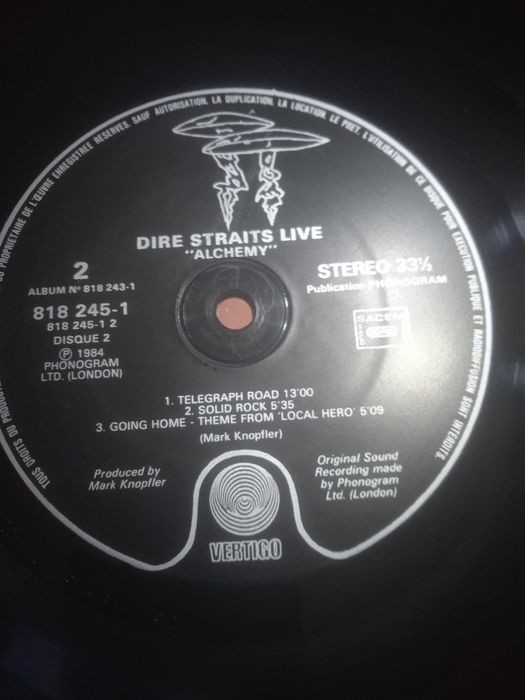 DU PROPRIETAIRE DE L'ŒUVRE ENREGISTREE RESERVES. SAUF AUTORISATION, LA DUPLICATION, LA LOCATION, LE PRET, L'UTILISATION DE CE DISQUE POUR EXECUTION PUBLIQUE ET RADIODIFFUSION SONT INTERDITS.
TOUS DROITS DU
DIRE STRAITS LIVE
"ALCHEMY"
2
ALBUM Nº 818 243-1
818 245-1
818 245-1 2
DISQUE 2
Ⓟ 1984
PHONOGRAM
LTD. (LONDON)
STEREO 33⅓
Publication PHONOGRAM
SACEM
1. TELEGRAPH ROAD 13'00
2. SOLID ROCK 5'35
3. GOING HOME - THEME FROM 'LOCAL HERO' 5'09
(Mark Knopfler)
Produced by
Mark Knopfler
Original Sound
Recording made
by Phonogram
Ltd. (London)
VERTIGO